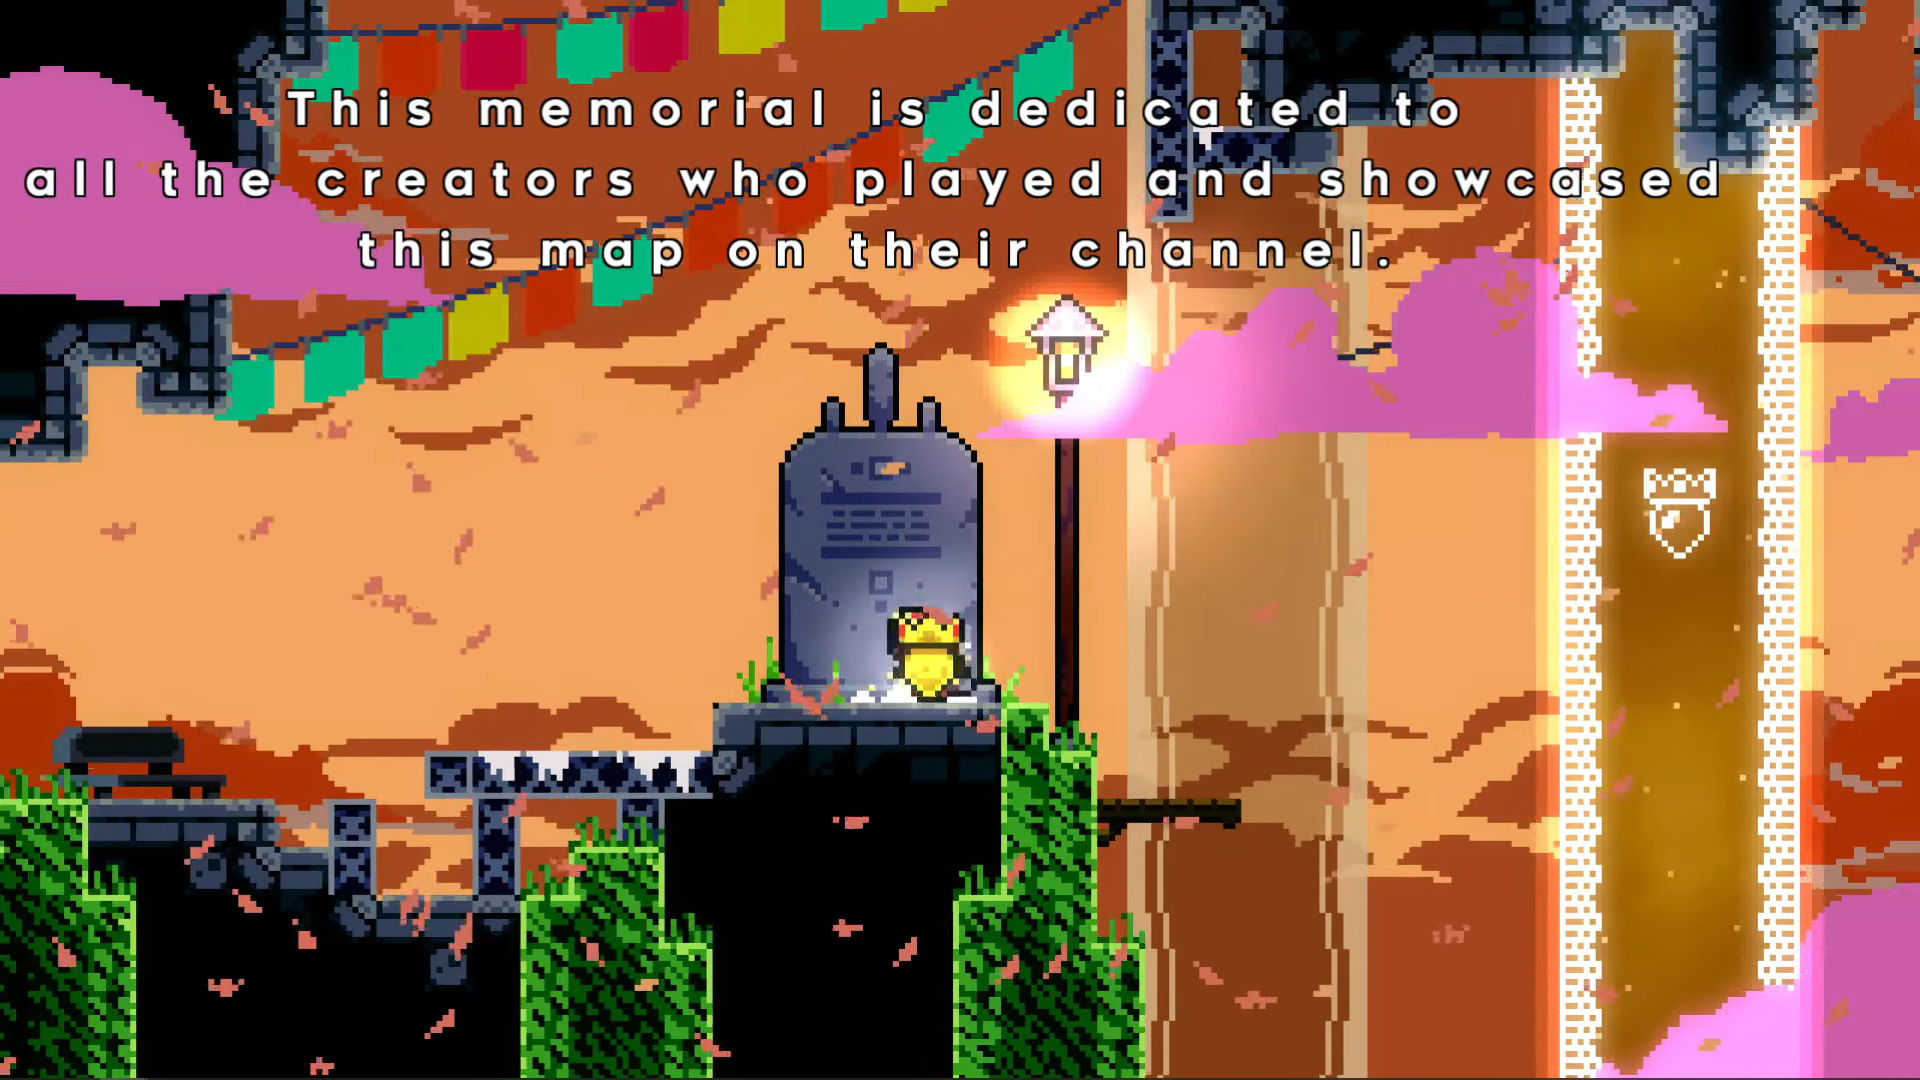 This memorial is dedicated to
all the creators who played and showcased
this map on their channel.